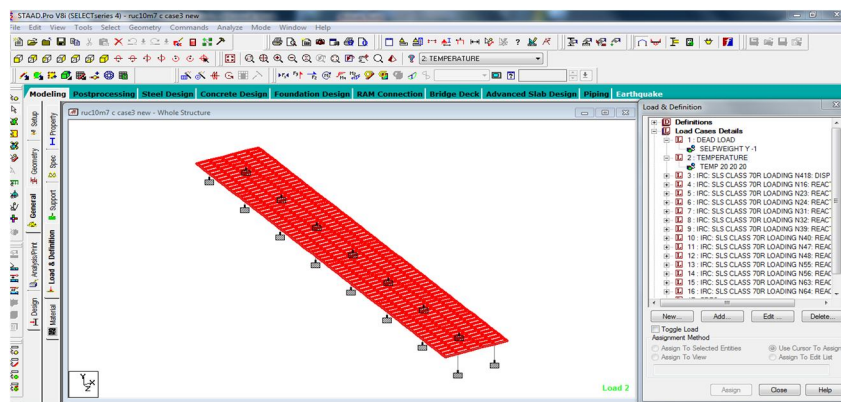 STAAD.Pro V8i (SELECTseries 4) - ruc10m7 c case3 new
File Edit View Tools Select Geometry Commands Analyze Mode Window Help
2: TEMPERATURE
Modeling Postprocessing Steel Design Concrete Design Foundation Design RAM Connection Bridge Deck Advanced Slab Design Piping Earthquake
Setup
Geometry
General
Analysis/Print
Design
Property
Spec
Support
Load & Definition
Material
ruc10m7 c case3 new - Whole Structure
Y
X
Z
Load 2
Load & Definition
Definitions
Load Cases Details
1 : DEAD LOAD
SELFWEIGHT Y -1
2 : TEMPERATURE
TEMP 20 20 20
3 : IRC: SLS CLASS 70R LOADING N418: DISP
4 : IRC: SLS CLASS 70R LOADING N16: REAC
5 : IRC: SLS CLASS 70R LOADING N23: REAC
6 : IRC: SLS CLASS 70R LOADING N24: REAC
7 : IRC: SLS CLASS 70R LOADING N31: REAC
8 : IRC: SLS CLASS 70R LOADING N32: REAC
9 : IRC: SLS CLASS 70R LOADING N39: REAC
10 : IRC: SLS CLASS 70R LOADING N40: REAC
11 : IRC: SLS CLASS 70R LOADING N47: REAC
12 : IRC: SLS CLASS 70R LOADING N48: REAC
13 : IRC: SLS CLASS 70R LOADING N55: REAC
14 : IRC: SLS CLASS 70R LOADING N56: REAC
15 : IRC: SLS CLASS 70R LOADING N63: REAC
16 : IRC: SLS CLASS 70R LOADING N64: REAC
New... Add... Edit ... Delete...
Toggle Load
Assignment Method
Assign To Selected Entities Use Cursor To Assign
Assign To View Assign To Edit List
Assign Close Help